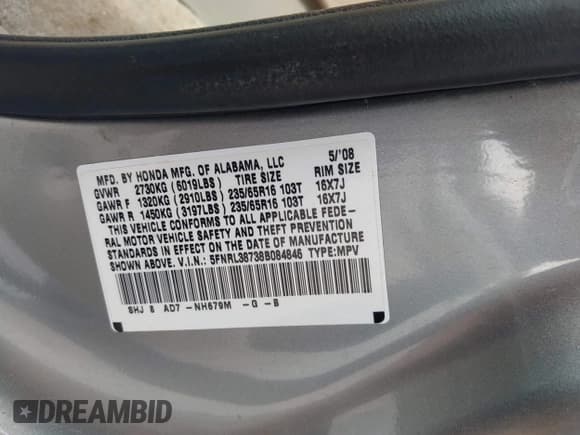 MFD. BY HONDA MFG. OF ALABAMA, LLC 5/'08
GVWR 2730KG (6019LBS) TIRE SIZE RIM SIZE
GAWR F 1320KG (2910LBS) 235/65R16 103T 16X7J
GAWR R 1450KG (3197LBS) 235/65R16 103T 16X7J
THIS VEHICLE CONFORMS TO ALL APPLICABLE FEDE-
RAL MOTOR VEHICLE SAFETY AND THEFT PREVENTION
STANDARDS IN EFFECT ON THE DATE OF MANUFACTURE
SHOWN ABOVE. V.I.N.: 5FNRL38738B084846 TYPE:MPV
SHJ 8 AD7 -NH679M -G -B
DREAMBID